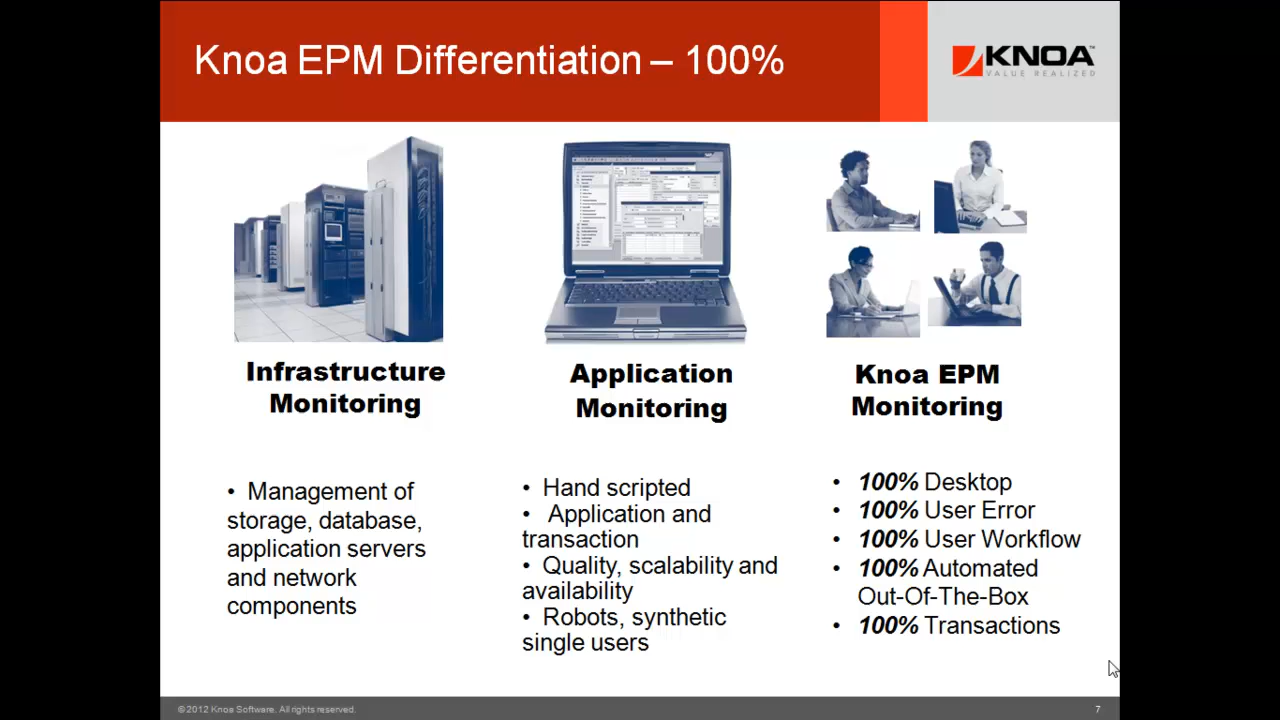 Knoa EPM Differentiation – 100%
KNOA™
VALUE REALIZED
Infrastructure
Monitoring
• Management of
storage, database,
application servers
and network
components
Application
Monitoring
• Hand scripted
• Application and
transaction
• Quality, scalability and
availability
• Robots, synthetic
single users
Knoa EPM
Monitoring
• 100% Desktop
• 100% User Error
• 100% User Workflow
• 100% Automated
Out-Of-The-Box
• 100% Transactions
© 2012 Knoa Software. All rights reserved.
7